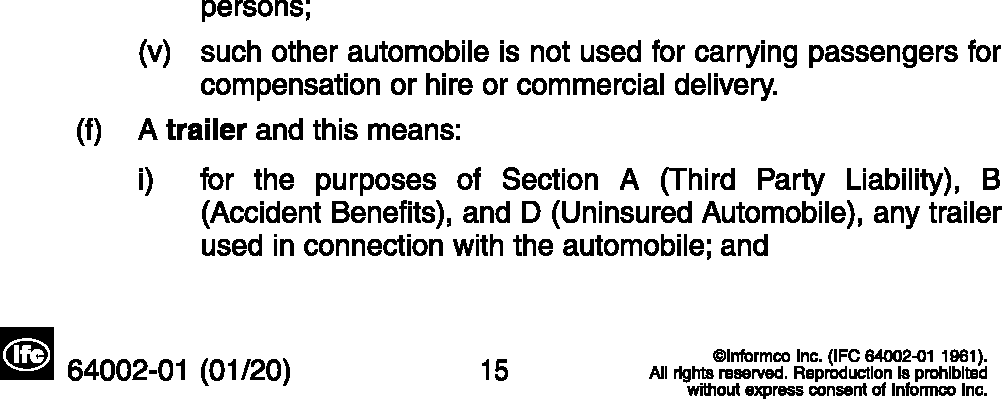 persons;
(v) such other automobile is not used for carrying passengers for
compensation or hire or commercial delivery.
(f) A trailer and this means:
i) for the purposes of Section A (Third Party Liability), B
(Accident Benefits), and D (Uninsured Automobile), any trailer
used in connection with the automobile; and
ifc 64002-01 (01/20) 15 ©Informco Inc. (IFC 64002-01 1961).
All rights reserved. Reproduction is prohibited
without express consent of Informco Inc.